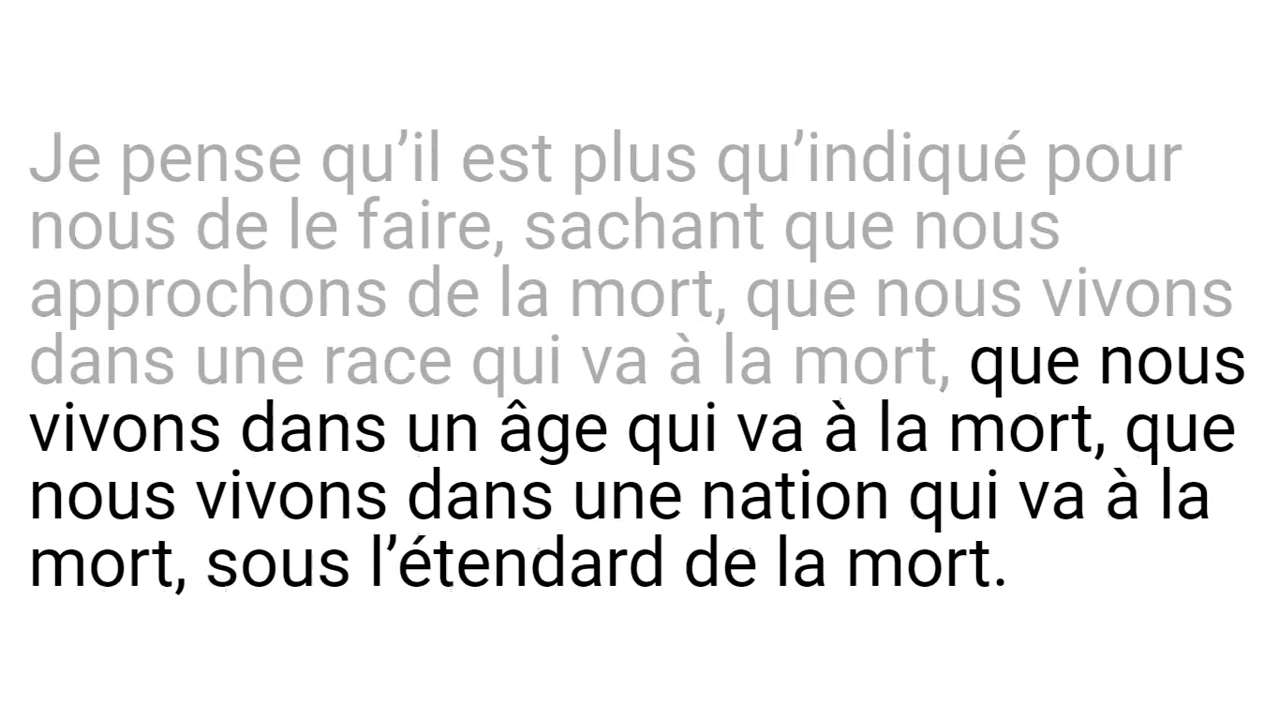 Je pense qu’il est plus qu’indiqué pour
nous de le faire, sachant que nous
approchons de la mort, que nous vivons
dans une race qui va à la mort, que nous
vivons dans un âge qui va à la mort, que
nous vivons dans une nation qui va à la
mort, sous l’étendard de la mort.